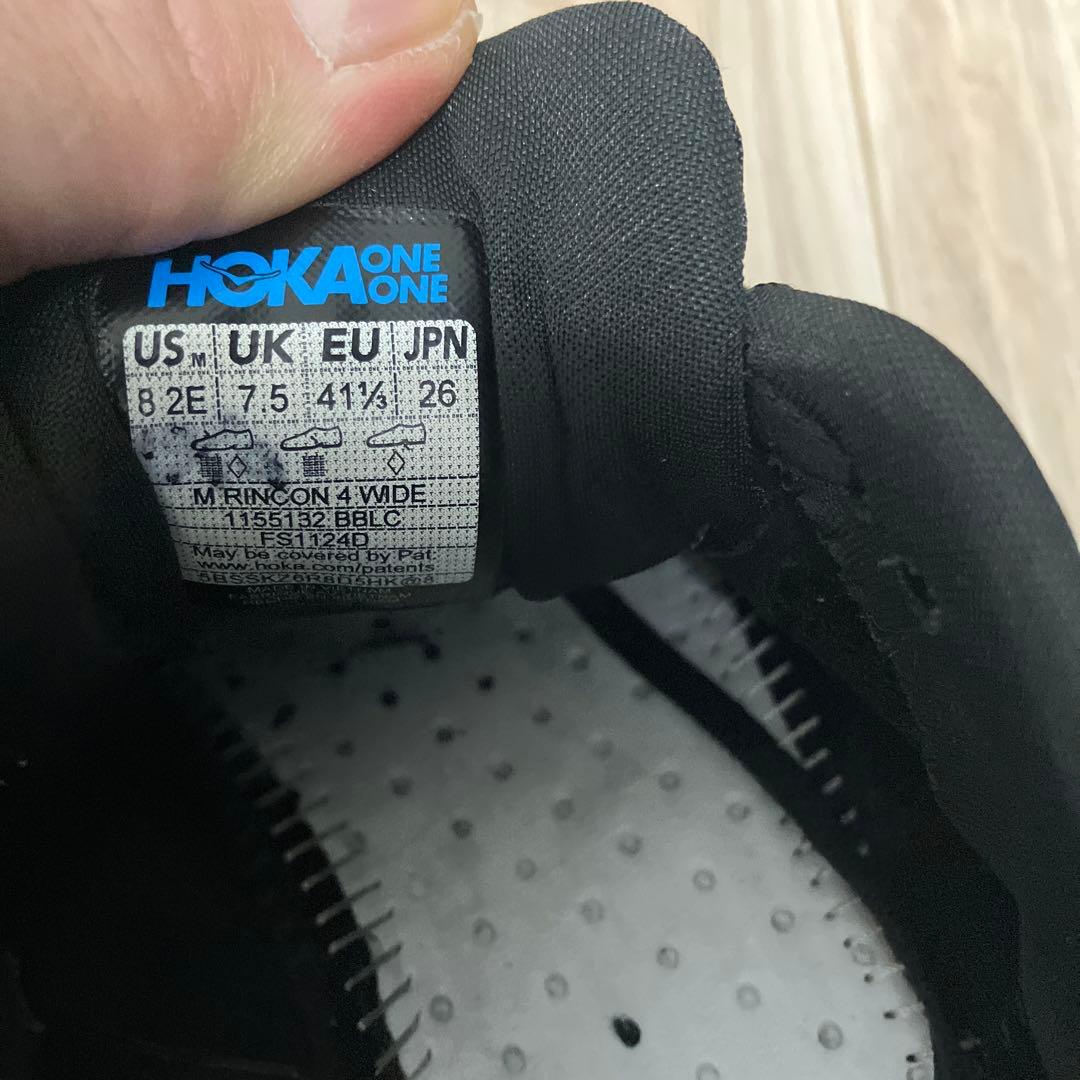 HOKA ONE ONE
US M UK EU JPN
8 2E 7.5 41⅓ 26
M RINCON 4 WIDE
1155132 BBLC
FS1124D
May be covered by Pat.
www.hoka.com/patents